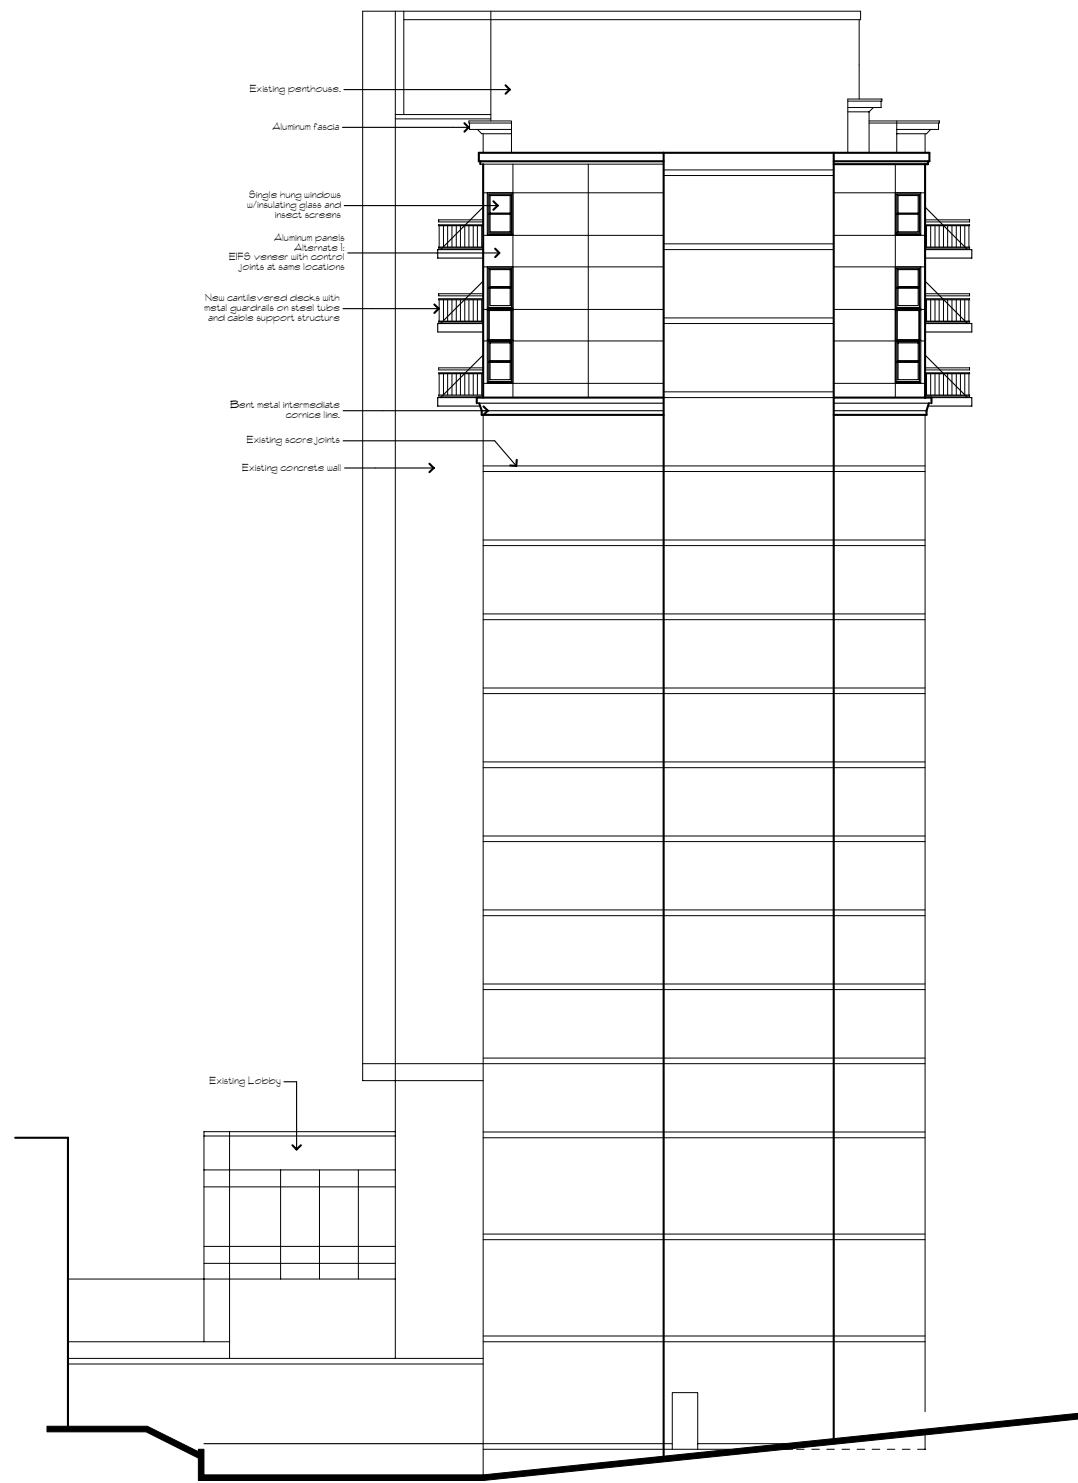 Existing penthouse.
Aluminum fascia
Single hung windows
w/insulating glass and
insect screens
Aluminum panels
Alternate 1:
EIFS veneer with control
joints at same locations
New cantilevered decks with
metal guardrails on steel tube
and cable support structure
Bent metal intermediate
cornice line.
Existing score joints
Existing concrete wall
Existing Lobby